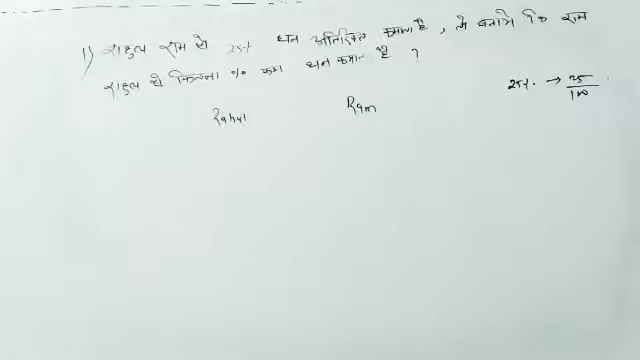 1) राहुल राम से 25% धन अतिरिक्त कमाता है, तो बताओ कि राम
राहुल से कितना % कम धन कमाता है ?
25% → 25/100
Rahul Ram